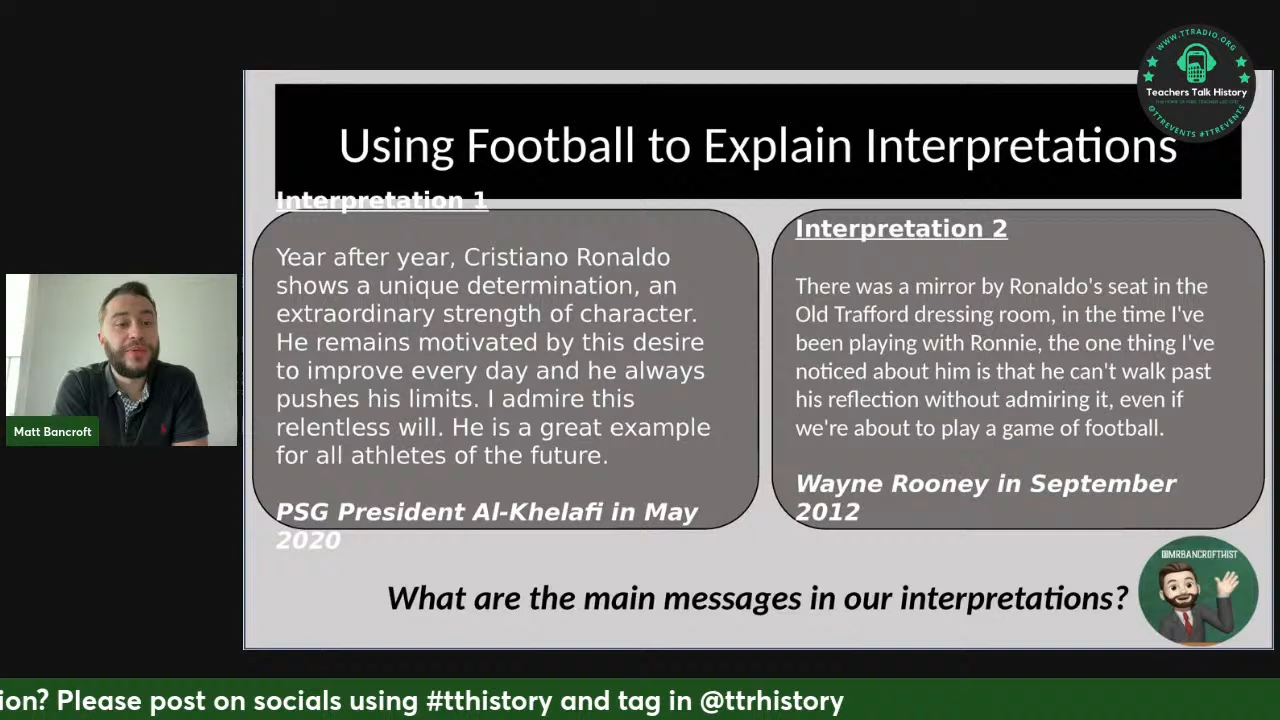 WWW.TTRADIO.ORG
Teachers Talk History
@TTREVENTS #TTREVENTS
Using Football to Explain Interpretations
Interpretation 1
Year after year, Cristiano Ronaldo
shows a unique determination, an
extraordinary strength of character.
He remains motivated by this desire
to improve every day and he always
pushes his limits. I admire this
relentless will. He is a great example
for all athletes of the future.
PSG President Al-Khelafi in May
2020
Interpretation 2
There was a mirror by Ronaldo's seat in the
Old Trafford dressing room, in the time I've
been playing with Ronnie, the one thing I've
noticed about him is that he can't walk past
his reflection without admiring it, even if
we're about to play a game of football.
Wayne Rooney in September
2012
Matt Bancroft
What are the main messages in our interpretations?
@MRBANCROFTHIST
ion? Please post on socials using #tthistory and tag in @ttrhistory